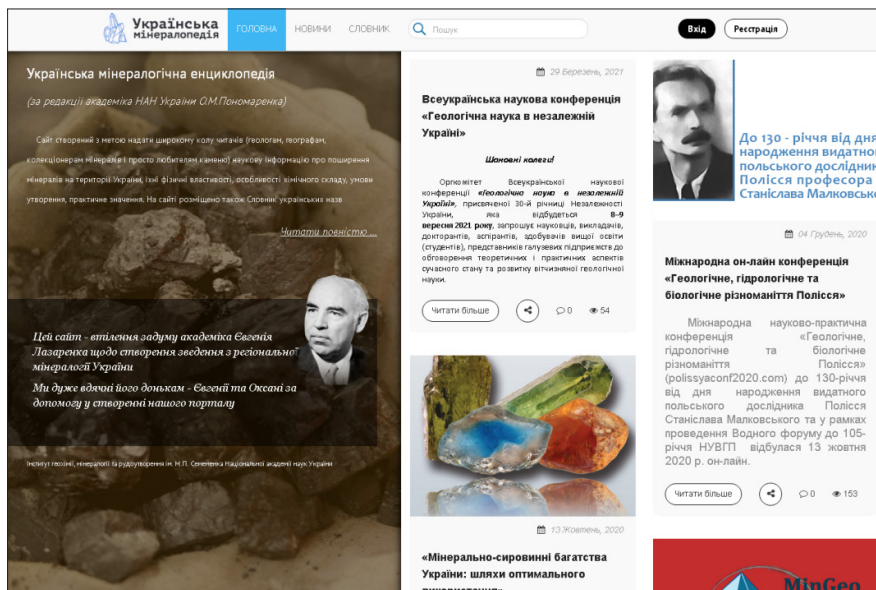 Українська
мінералопедія
ГОЛОВНА
НОВИНИ
СЛОВНИК
Пошук
Вхід
Реєстрація
Українська мінералогічна енциклопедія
(за редакції академіка НАН України О.М.Пономаренка)
Сайт створений з метою надати широкому колу читачів (геологам, географам,
колекціонерам мінералів і просто любителям каменю) наукову інформацію про поширення
мінералів на території України, їхні фізичні властивості, особливості хімічного складу, умови
утворення, практичне значення. На сайті розміщено також Словник українських назв
Читати повністю ...
Цей сайт - втілення задуму академіка Євгенія
Лазаренка щодо створення зведення з регіональної
мінералогії України
Ми дуже вдячні його донькам - Євгенії та Оксані за
допомогу у створенні нашого порталу
Інститут геохімії, мінералогії та рудоутворення ім. М.П. Семененка Національної академії наук України
29 Березень, 2021
Всеукраїнська наукова конференція
«Геологічна наука в незалежній
Україні»
Шановні колеги!
Оргкомітет Всеукраїнської наукової
конференції «Геологічна наука в незалежній
Україні», присвяченої 30-й річниці Незалежності
України, яка відбудеться 8–9
вересня 2021 року, запрошує науковців, викладачів,
докторантів, аспірантів, здобувачів вищої освіти
(студентів), представників галузевих підприємств до
обговорення теоретичних і практичних аспектів
сучасного стану та розвитку вітчизняної геологічної
науки.
Читати більше
0
54
13 Жовтень, 2020
«Мінерально-сировинні багатства
України: шляхи оптимального
використання»
До 130 - річчя від дня
народження видатно
польського дослідник
Полісся професора
Станіслава Малковсько
04 Грудень, 2020
Міжнародна он-лайн конференція
«Геологічне, гідрологічне та
біологічне різноманіття Полісся»
Міжнародна науково-практична
конференція «Геологічне,
гідрологічне та біологічне
різноманіття Полісся»
(polissyaconf2020.com) до 130-річчя
від дня народження видатного
польського дослідника Полісся
Станіслава Малковського та у рамках
проведення Водного форуму до 105-
річчя НУВГП відбулася 13 жовтня
2020 р. он-лайн.
Читати більше
0
153
MinGeo